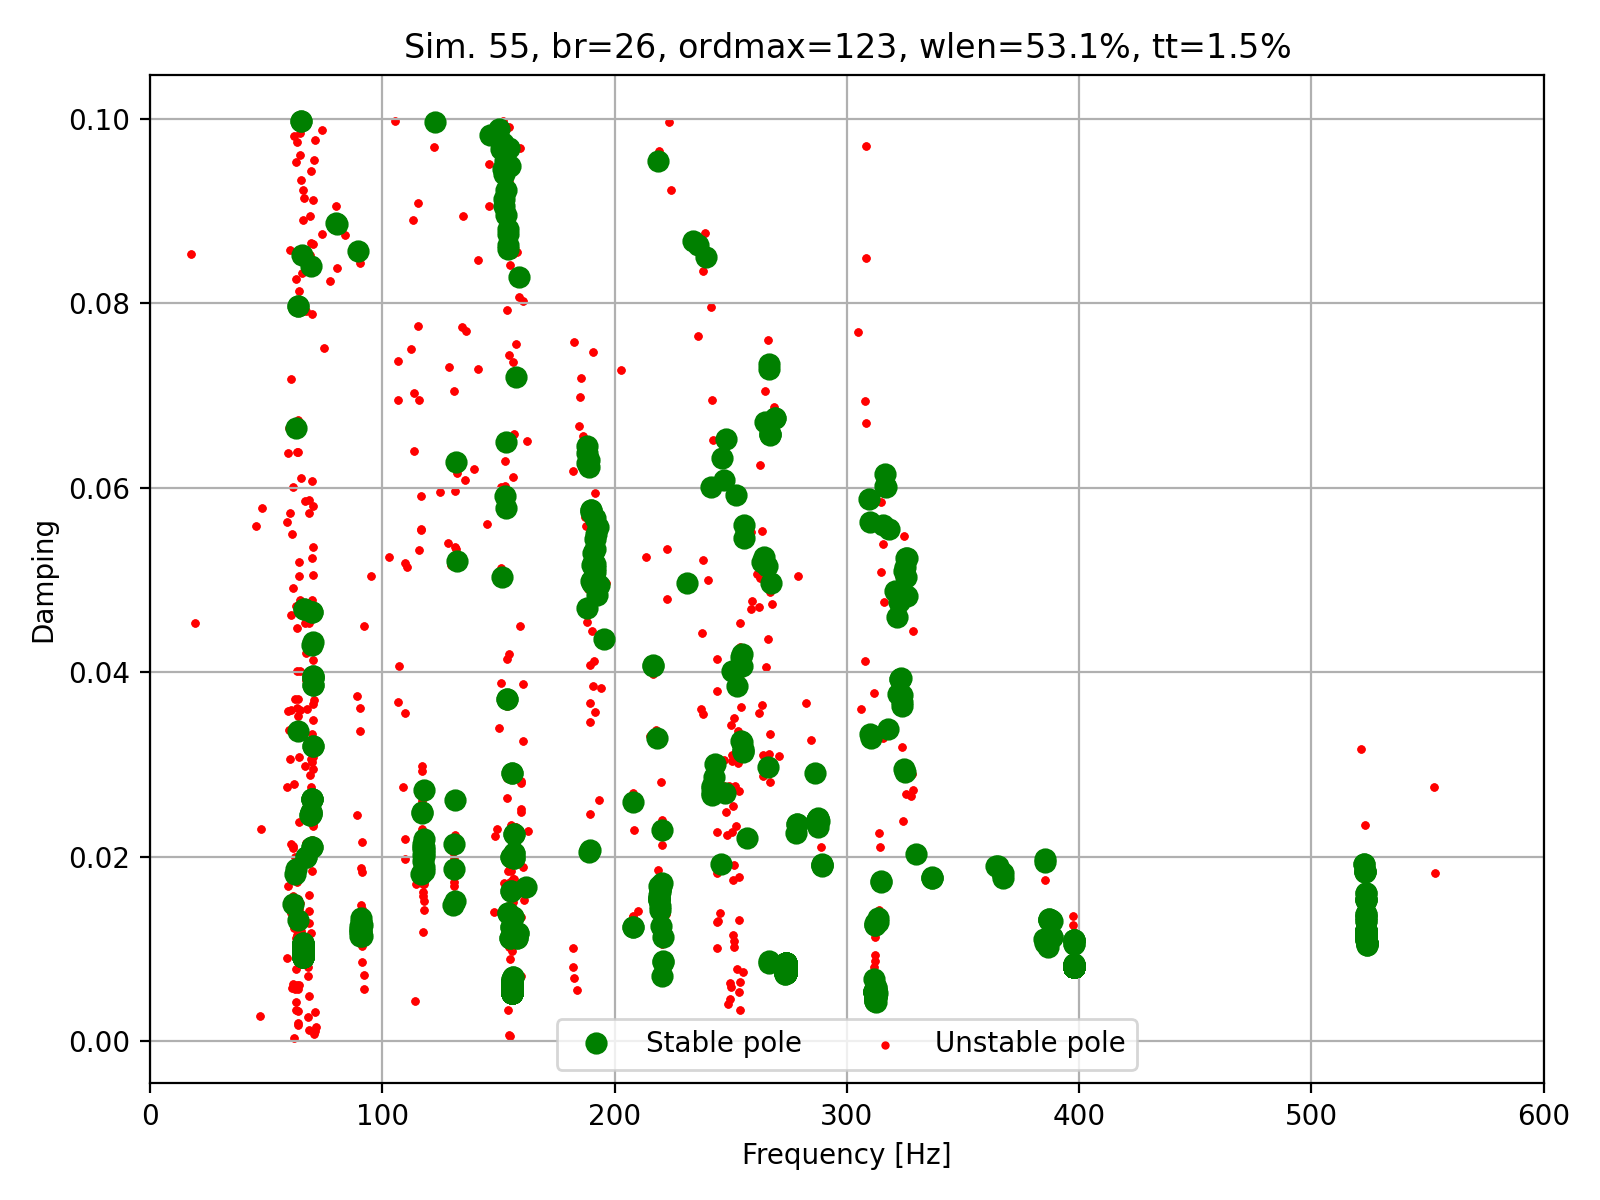 Sim. 55, br=26, ordmax=123, wlen=53.1%, tt=1.5%
0.10
0.08
0.06
0.04
0.02
0.00
Damping
Stable pole
Unstable pole
0
100
200
300
400
500
600
Frequency [Hz]